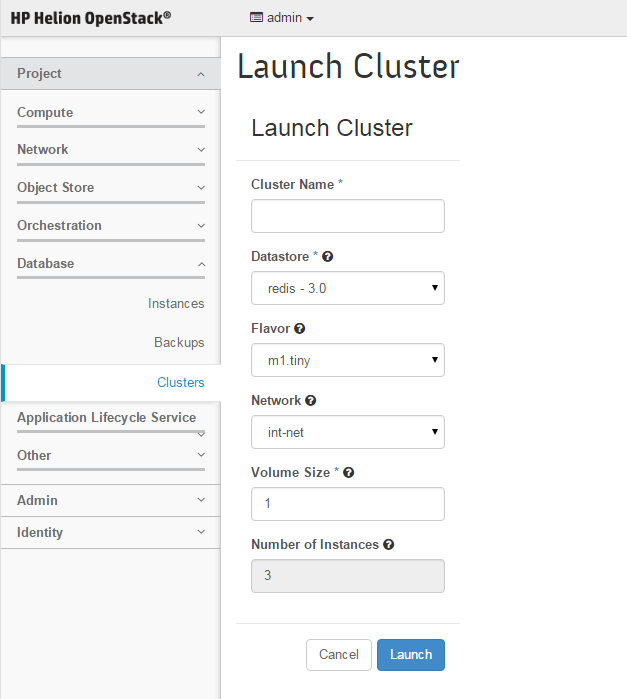 HP Helion OpenStack®
admin
Project
Compute
Network
Object Store
Orchestration
Database
Instances
Backups
Clusters
Application Lifecycle Service
Other
Admin
Identity
Launch Cluster
Launch Cluster
Cluster Name *
Datastore *
redis - 3.0
Flavor
m1.tiny
Network
int-net
Volume Size *
1
Number of Instances
3
Cancel
Launch